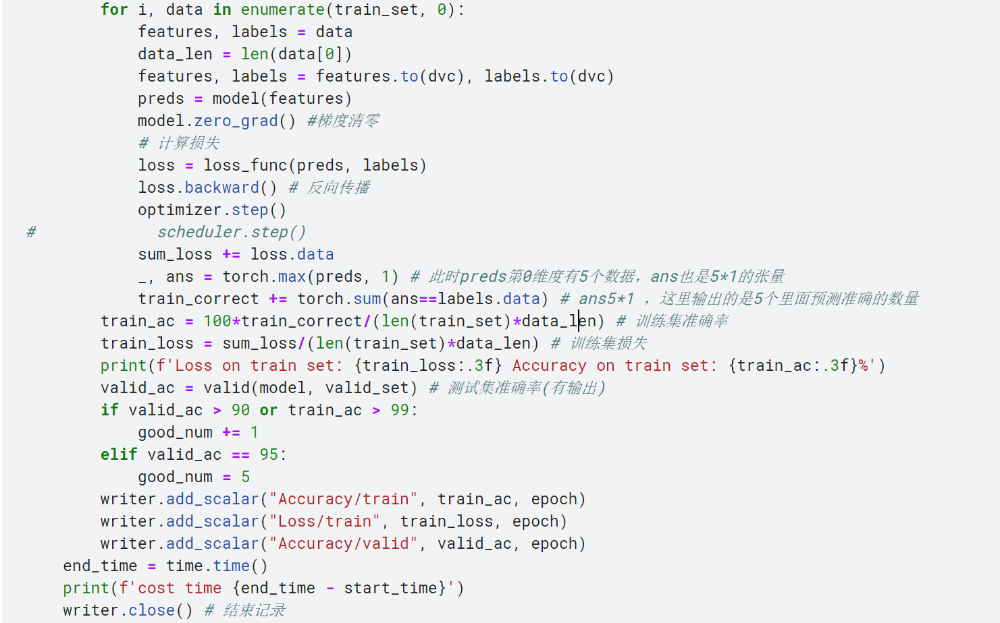 for i, data in enumerate(train_set, 0):
features, labels = data
data_len = len(data[0])
features, labels = features.to(dvc), labels.to(dvc)
preds = model(features)
model.zero_grad() #梯度清零
# 计算损失
loss = loss_func(preds, labels)
loss.backward() # 反向传播
optimizer.step()
# scheduler.step()
sum_loss += loss.data
_, ans = torch.max(preds, 1) # 此时preds第0维度有5个数据，ans也是5*1的张量
train_correct += torch.sum(ans==labels.data) # ans5*1 ，这里输出的是5个里面预测准确的数量
train_ac = 100*train_correct/(len(train_set)*data_len) # 训练集准确率
train_loss = sum_loss/(len(train_set)*data_len) # 训练集损失
print(f'Loss on train set: {train_loss:.3f} Accuracy on train set: {train_ac:.3f}%')
valid_ac = valid(model, valid_set) # 测试集准确率(有输出)
if valid_ac > 90 or train_ac > 99:
good_num += 1
elif valid_ac == 95:
good_num = 5
writer.add_scalar("Accuracy/train", train_ac, epoch)
writer.add_scalar("Loss/train", train_loss, epoch)
writer.add_scalar("Accuracy/valid", valid_ac, epoch)
end_time = time.time()
print(f'cost time {end_time - start_time}')
writer.close() # 结束记录